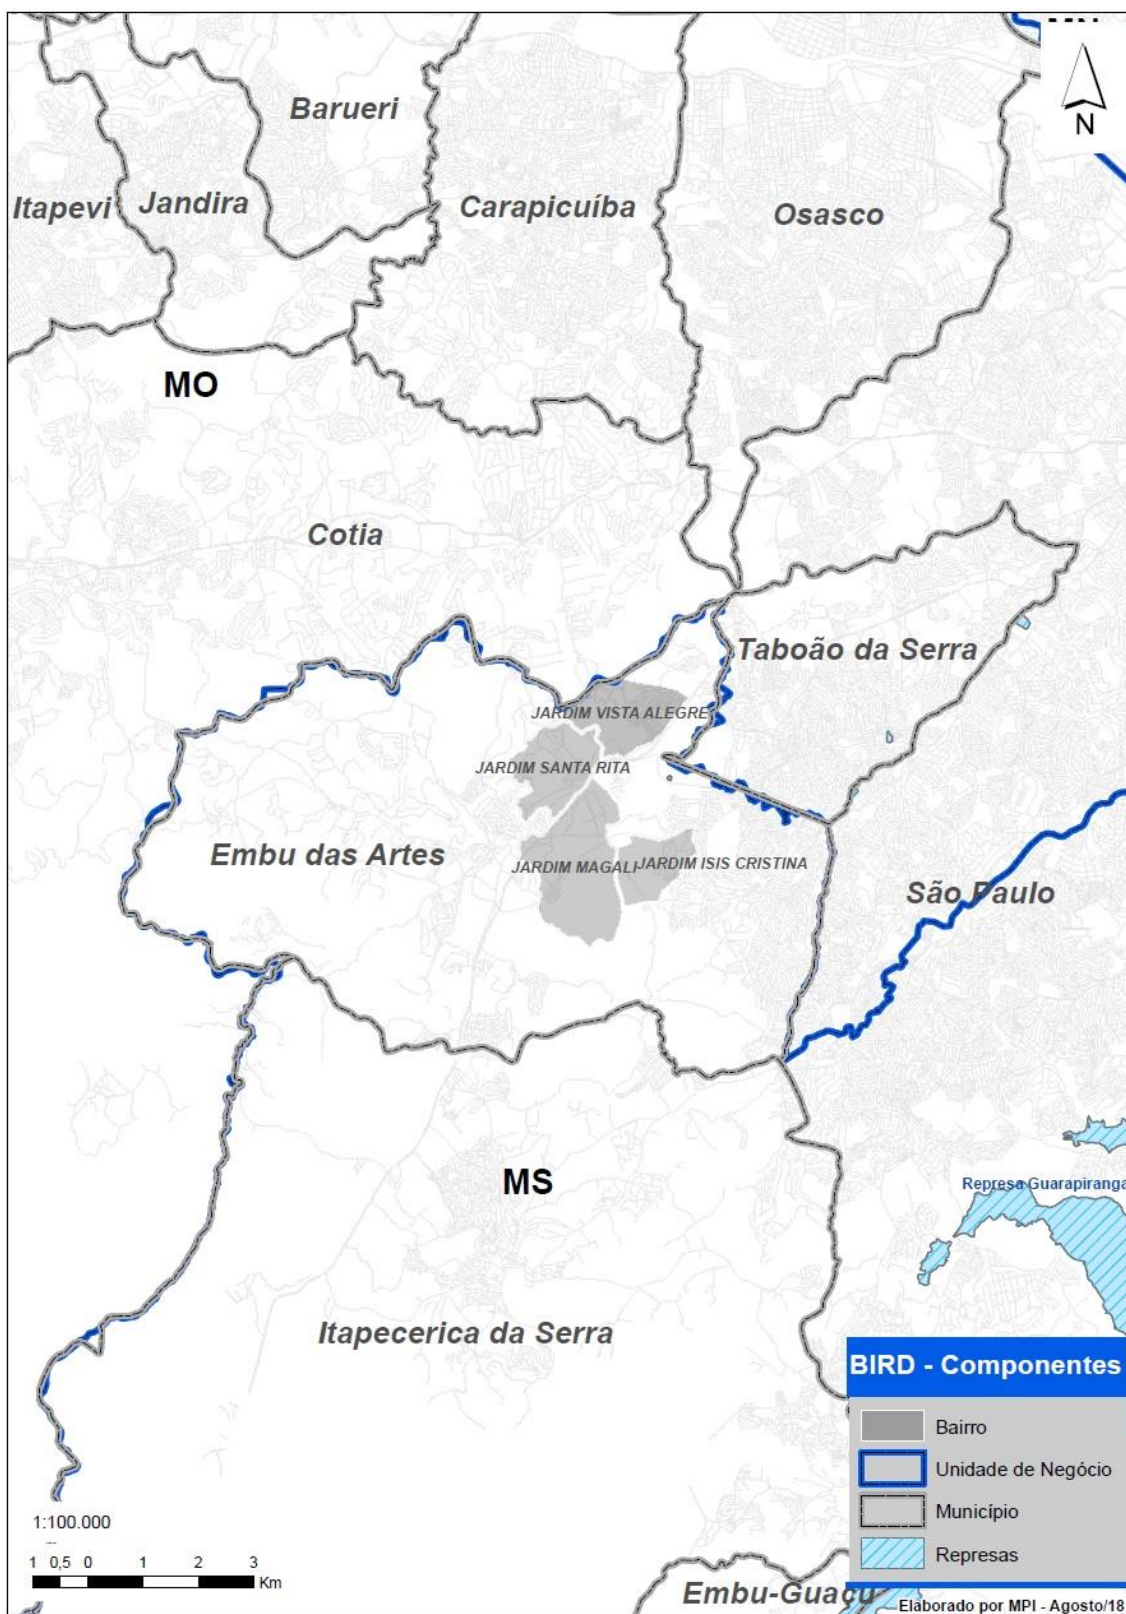 N
Barueri
Itapevi
Jandira
Carapicuíba
Osasco
MO
Cotia
Taboão da Serra
JARDIM VISTA ALEGRE
JARDIM SANTA RITA
Embu das Artes
JARDIM MAGALI
JARDIM ISIS CRISTINA
São Paulo
MS
Represa Guarapiranga
Itapecerica da Serra
BIRD - Componentes
Bairro
Unidade de Negócio
Município
Represas
1:100.000
1 0,5 0 1 2 3
Km
Embu-Guaçu
Elaborado por MPI - Agosto/18